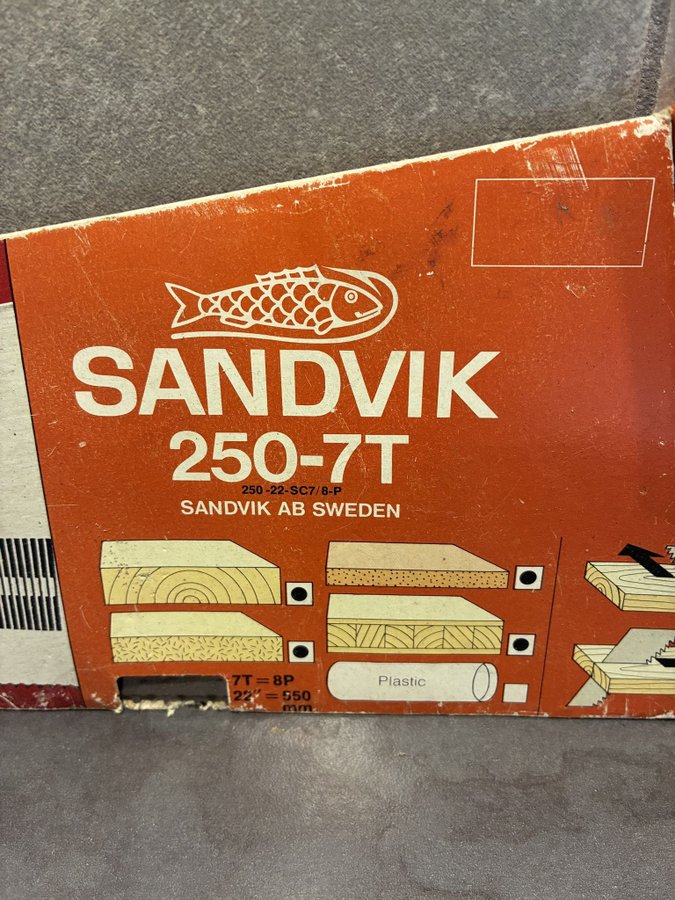 SANDVIK
250-7T
250-22-SC7/8-P
SANDVIK AB SWEDEN
Plastic
7T = 8P
22″ = 550
mm